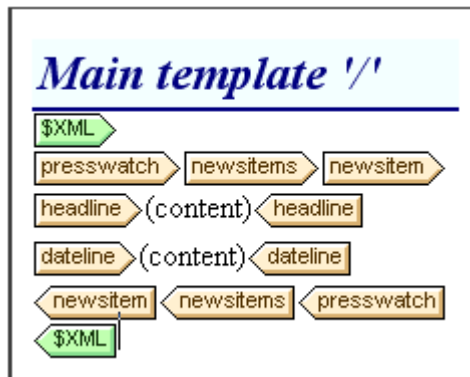 Main template '/'
$XML
presswatch newsitems newsitem
headline (content) headline
dateline (content) dateline
newsitem newsitems presswatch
$XML